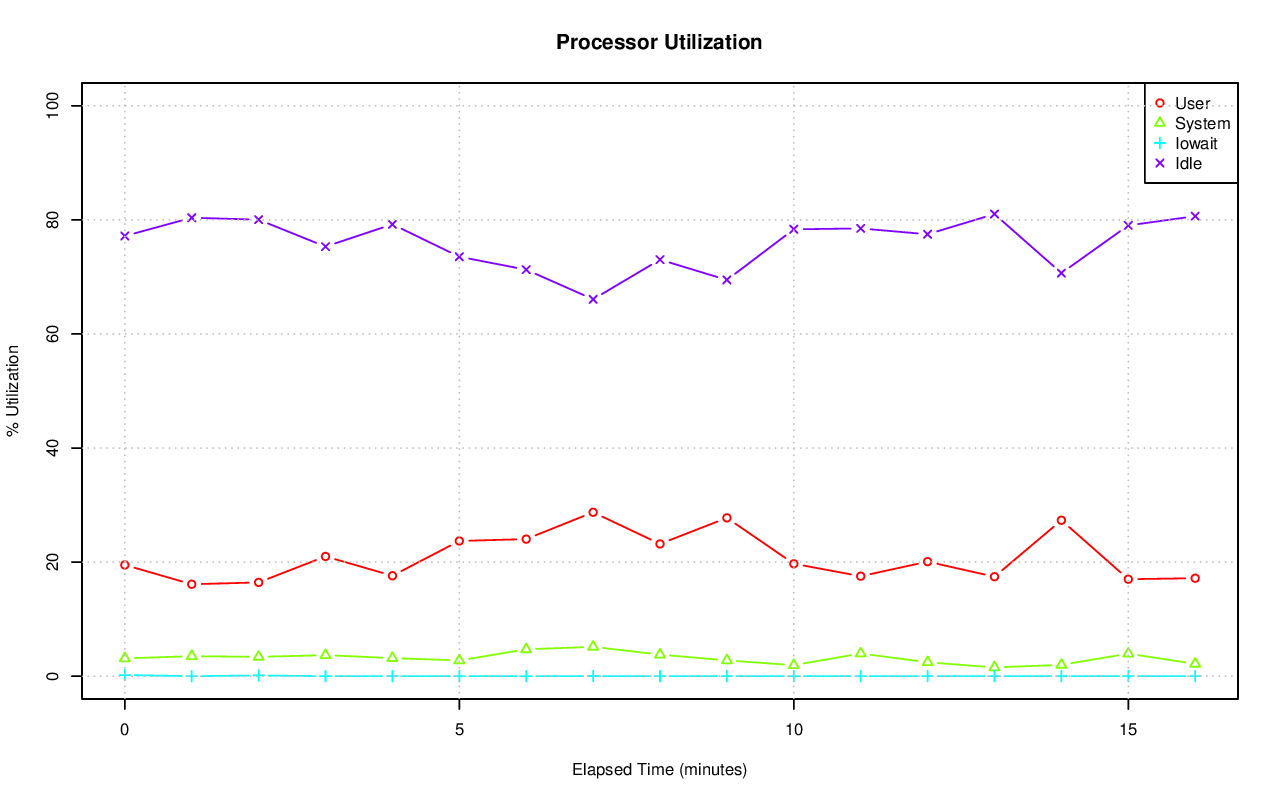 Processor Utilization
User
System
Iowait
Idle
% Utilization
100
80
60
40
20
0
0 5 10 15
Elapsed Time (minutes)